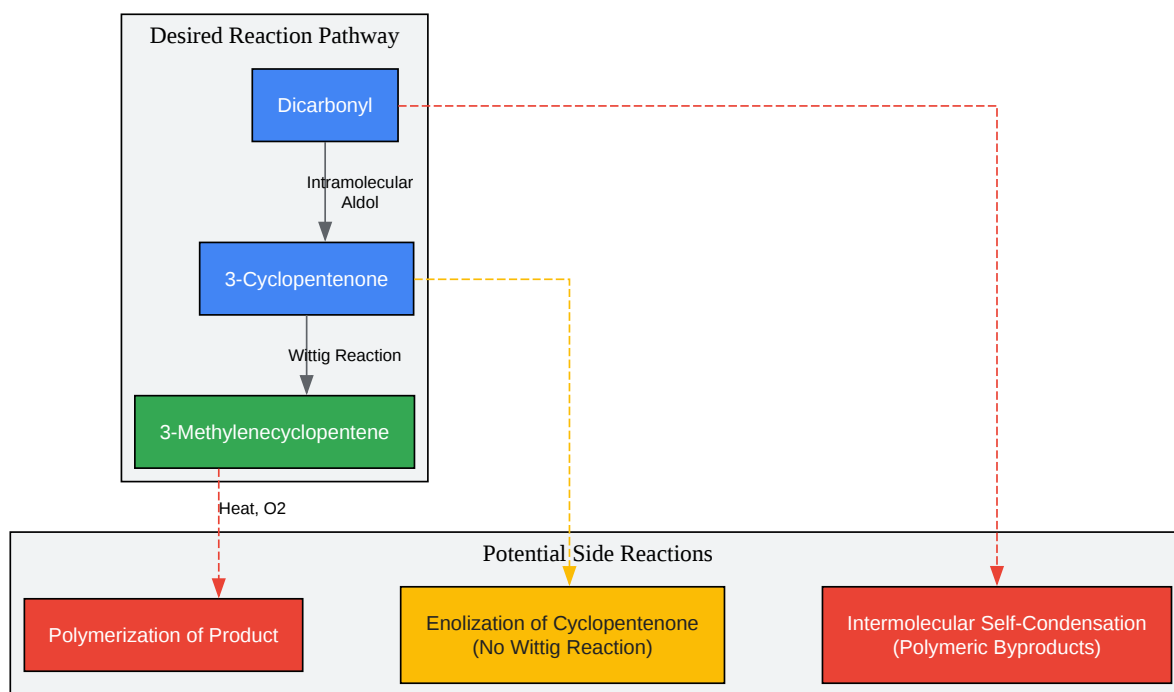 Desired Reaction Pathway
Dicarbonyl
Intramolecular
Aldol
3-Cyclopentenone
Wittig Reaction
3-Methylenecyclopentene
Heat, O2
Potential Side Reactions
Polymerization of Product
Enolization of Cyclopentenone
(No Wittig Reaction)
Intermolecular Self-Condensation
(Polymeric Byproducts)